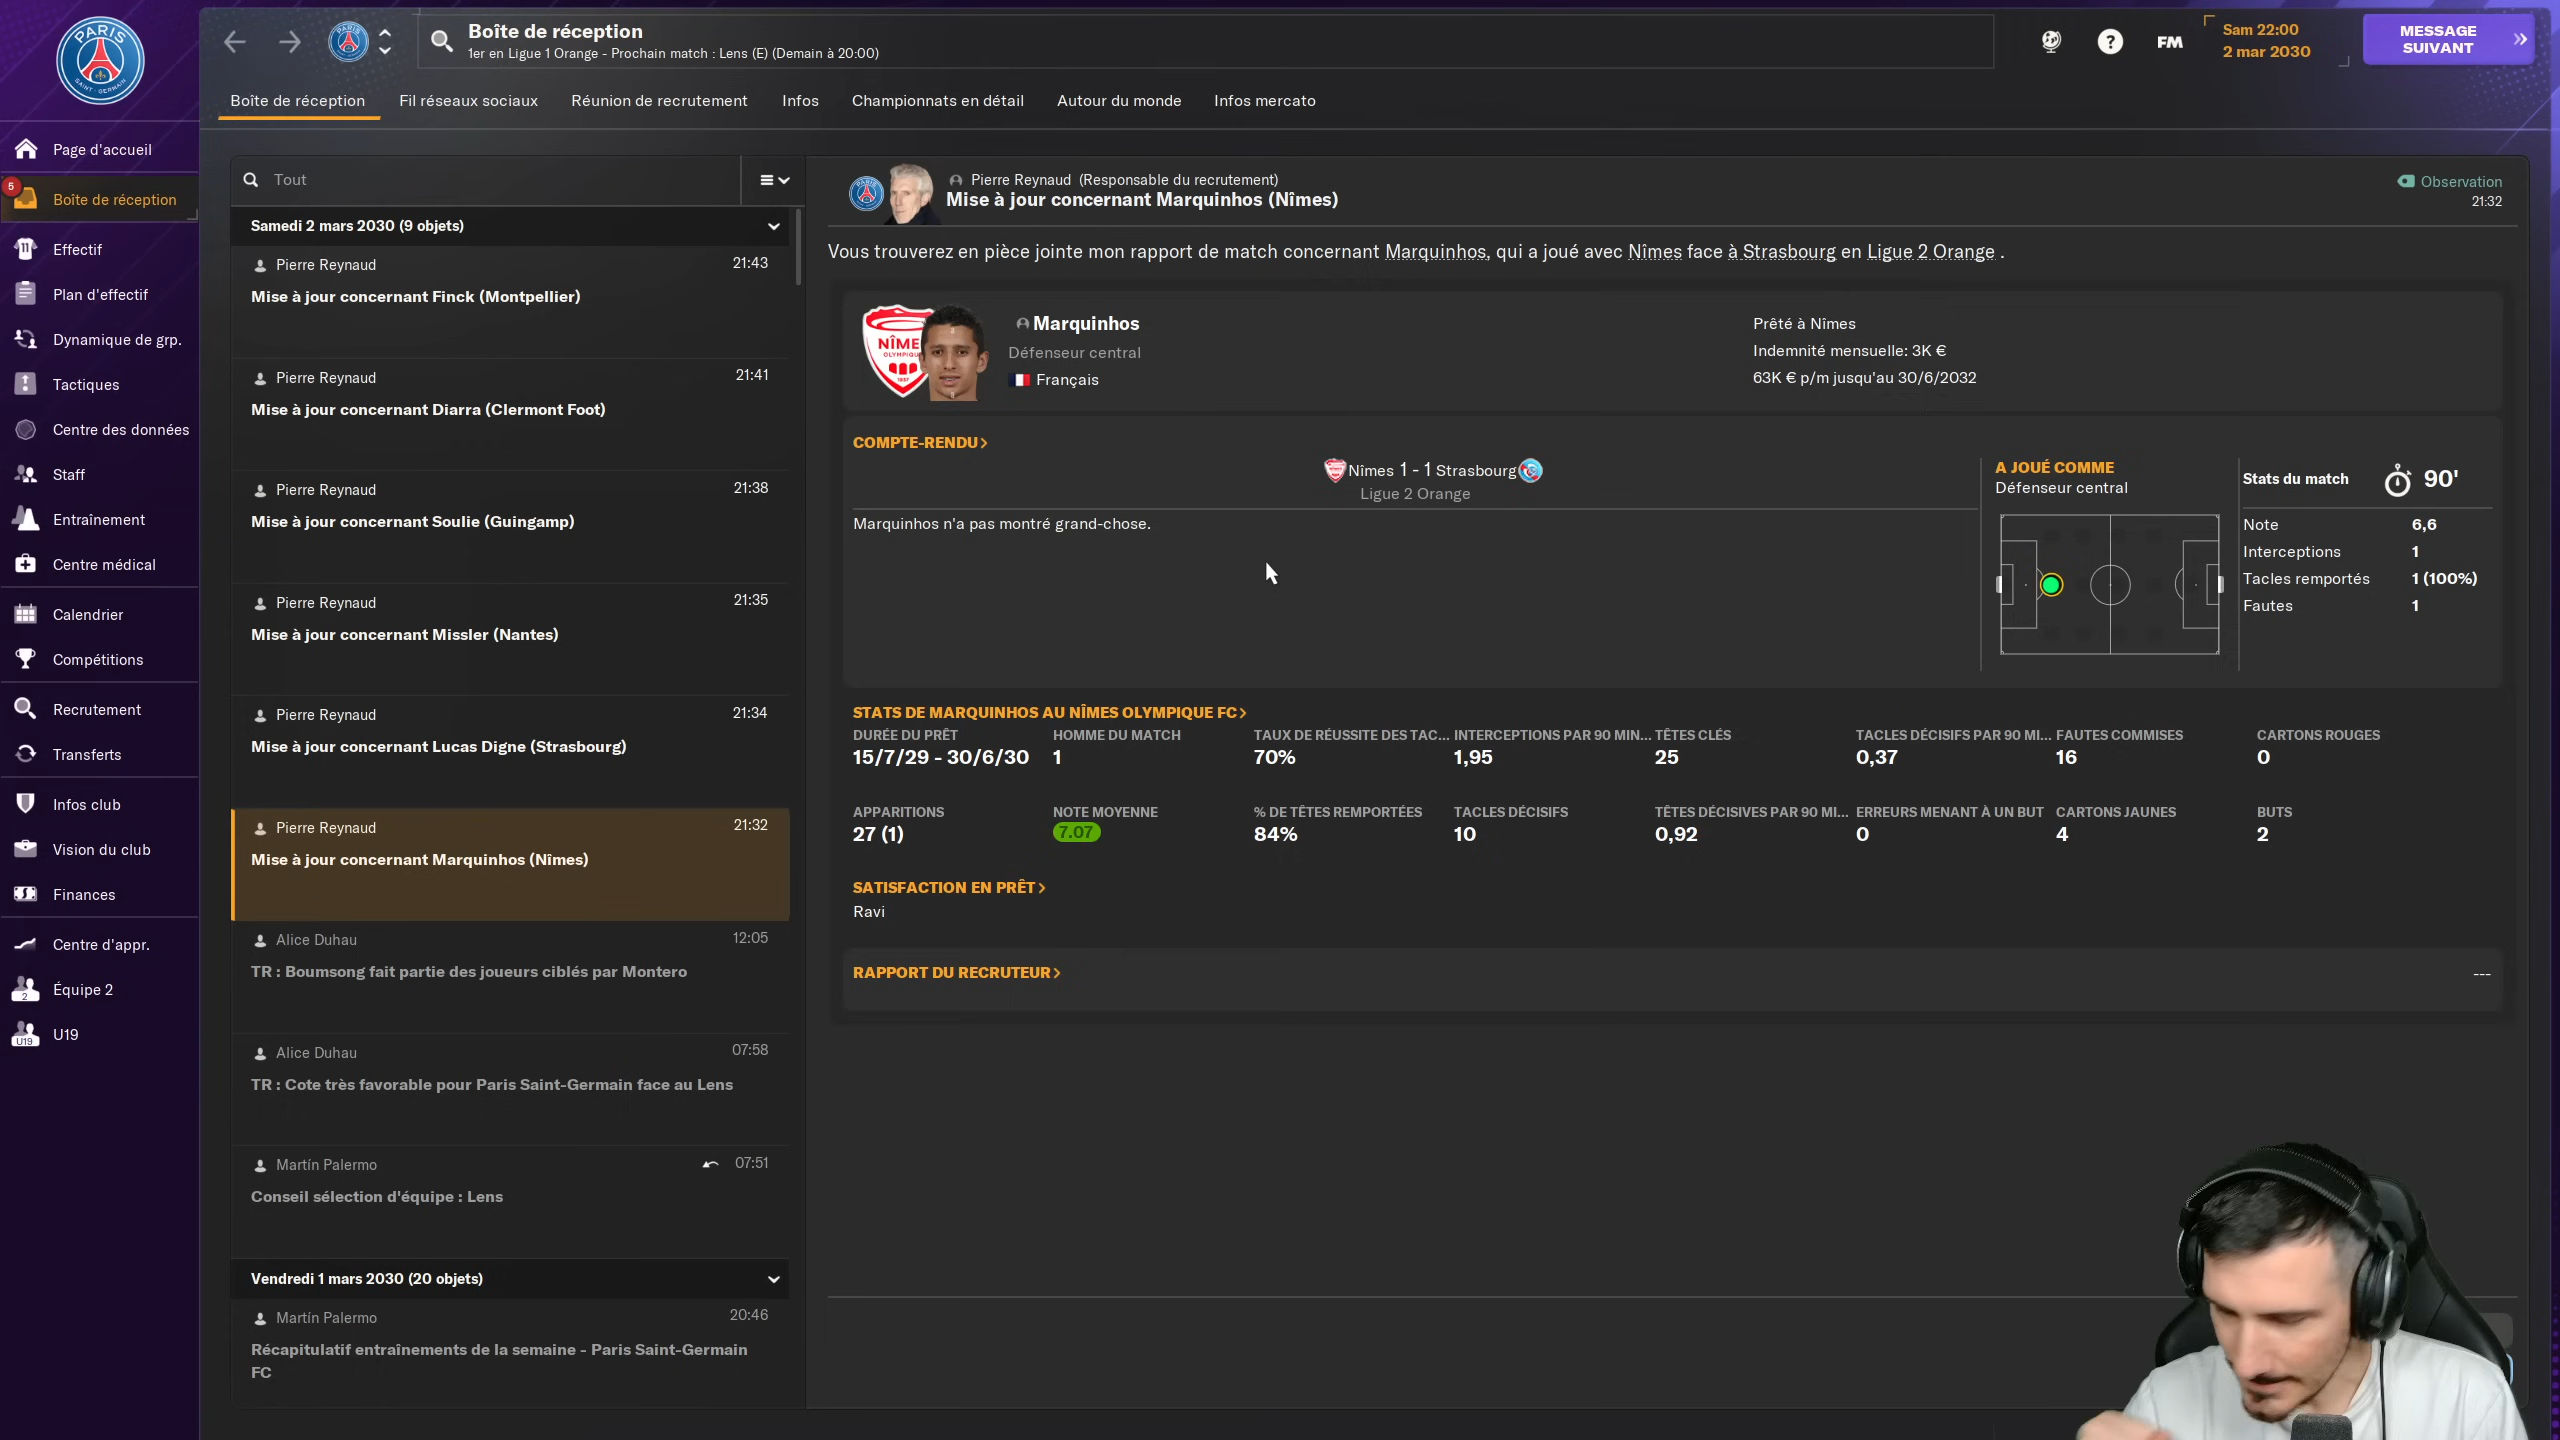 Boîte de réception
1er en Ligue 1 Orange - Prochain match : Lens (E) (Demain à 20:00)
FM
Sam 22:00
2 mar 2030
MESSAGE
SUIVANT
Boîte de réception Fil réseaux sociaux Réunion de recrutement Infos Championnats en détail Autour du monde Infos mercato
PARIS
SAINT-GERMAIN
Page d'accueil
5
Boîte de réception
11
Effectif
Plan d'effectif
Dynamique de grp.
Tactiques
Centre des données
Staff
Entraînement
Centre médical
Calendrier
Compétitions
Recrutement
Transferts
Infos club
Vision du club
Finances
Centre d'appr.
2
Équipe 2
U19
U19
Tout
Samedi 2 mars 2030 (9 objets)
Pierre Reynaud 21:43
Mise à jour concernant Finck (Montpellier)
Pierre Reynaud 21:41
Mise à jour concernant Diarra (Clermont Foot)
Pierre Reynaud 21:38
Mise à jour concernant Soulie (Guingamp)
Pierre Reynaud 21:35
Mise à jour concernant Missler (Nantes)
Pierre Reynaud 21:34
Mise à jour concernant Lucas Digne (Strasbourg)
Pierre Reynaud 21:32
Mise à jour concernant Marquinhos (Nîmes)
Alice Duhau 12:05
TR : Boumsong fait partie des joueurs ciblés par Montero
Alice Duhau 07:58
TR : Cote très favorable pour Paris Saint-Germain face au Lens
Martín Palermo 07:51
Conseil sélection d'équipe : Lens
Vendredi 1 mars 2030 (20 objets)
Martín Palermo 20:46
Récapitulatif entraînements de la semaine - Paris Saint-Germain
FC
Pierre Reynaud (Responsable du recrutement)
Mise à jour concernant Marquinhos (Nîmes)
Observation
21:32
Vous trouverez en pièce jointe mon rapport de match concernant Marquinhos, qui a joué avec Nîmes face à Strasbourg en Ligue 2 Orange .
NÎME
OLYMPIQUE
Marquinhos
Défenseur central
Français
Prêté à Nîmes
Indemnité mensuelle: 3K €
63K € p/m jusqu'au 30/6/2032
COMPTE-RENDU
Nîmes 1 - 1 Strasbourg
Ligue 2 Orange
Marquinhos n'a pas montré grand-chose.
A JOUÉ COMME
Défenseur central
Stats du match 90'
Note 6,6
Interceptions 1
Tacles remportés 1 (100%)
Fautes 1
STATS DE MARQUINHOS AU NÎMES OLYMPIQUE FC
DURÉE DU PRÊT HOMME DU MATCH TAUX DE RÉUSSITE DES TAC... INTERCEPTIONS PAR 90 MIN... TÊTES CLÉS TACLES DÉCISIFS PAR 90 MI... FAUTES COMMISES CARTONS ROUGES
15/7/29 - 30/6/30 1 70% 1,95 25 0,37 16 0
APPARITIONS NOTE MOYENNE % DE TÊTES REMPORTÉES TACLES DÉCISIFS TÊTES DÉCISIVES PAR 90 MI... ERREURS MENANT À UN BUT CARTONS JAUNES BUTS
27 (1) 7.07 84% 10 0,92 0 4 2
SATISFACTION EN PRÊT
Ravi
RAPPORT DU RECRUTEUR ---